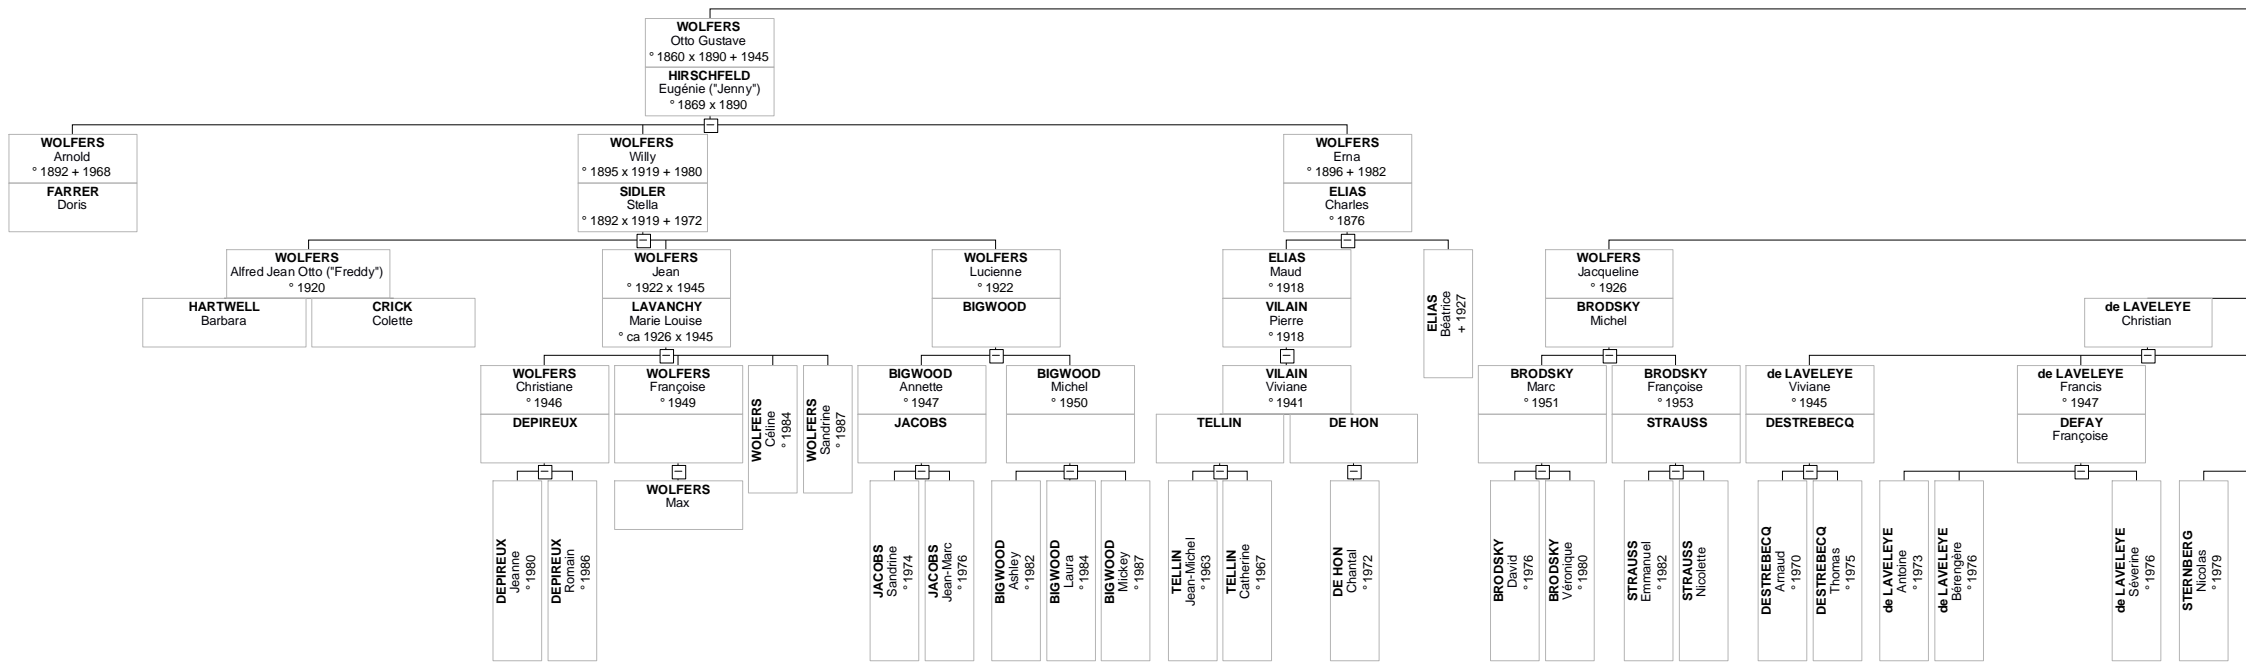 WOLFERS
Otto Gustave
° 1860 x 1890 + 1945
HIRSCHFELD
Eugénie ("Jenny")
° 1869 x 1890
WOLFERS
Arnold
° 1892 + 1968
FARRER
Doris
WOLFERS
Willy
° 1895 x 1919 + 1980
SIDLER
Stella
° 1892 x 1919 + 1972
WOLFERS
Erna
° 1896 + 1982
ELIAS
Charles
° 1876
WOLFERS
Alfred Jean Otto ("Freddy")
° 1920
HARTWELL
Barbara
CRICK
Colette
WOLFERS
Jean
° 1922 x 1945
LAVANCHY
Marie Louise
° ca 1926 x 1945
WOLFERS
Lucienne
° 1922
BIGWOOD
ELIAS
Maud
° 1918
VILAIN
Pierre
° 1918
ELIAS
Béatrice
+ 1927
WOLFERS
Jacqueline
° 1926
BRODSKY
Michel
de LAVELEYE
Christian
WOLFERS
Christiane
° 1946
DEPIREUX
WOLFERS
Françoise
° 1949
WOLFERS
Céline
° 1984
WOLFERS
Sandrine
° 1987
BIGWOOD
Annette
° 1947
JACOBS
BIGWOOD
Michel
° 1950
VILAIN
Viviane
° 1941
TELLIN
DE HON
BRODSKY
Marc
° 1951
BRODSKY
Françoise
° 1953
STRAUSS
de LAVELEYE
Viviane
° 1945
DESTREBECQ
de LAVELEYE
Francis
° 1947
DEFAY
Françoise
DEPIREUX
Jeanne
° 1980
DEPIREUX
Romain
° 1986
WOLFERS
Max
JACOBS
Sandrine
° 1974
JACOBS
Jean-Marc
° 1976
BIGWOOD
Ashley
° 1982
BIGWOOD
Laura
° 1984
BIGWOOD
Mickey
° 1987
TELLIN
Jean-Michel
° 1963
TELLIN
Catherine
° 1967
DE HON
Chantal
° 1972
BRODSKY
David
° 1976
BRODSKY
Véronique
° 1980
STRAUSS
Emmanuel
° 1982
STRAUSS
Nicolette
DESTREBECQ
Arnaud
° 1970
DESTREBECQ
Thomas
° 1975
de LAVELEYE
Antoine
° 1973
de LAVELEYE
Bérengère
° 1976
de LAVELEYE
Séverine
° 1976
STERNBERG
Nicolas
° 1979